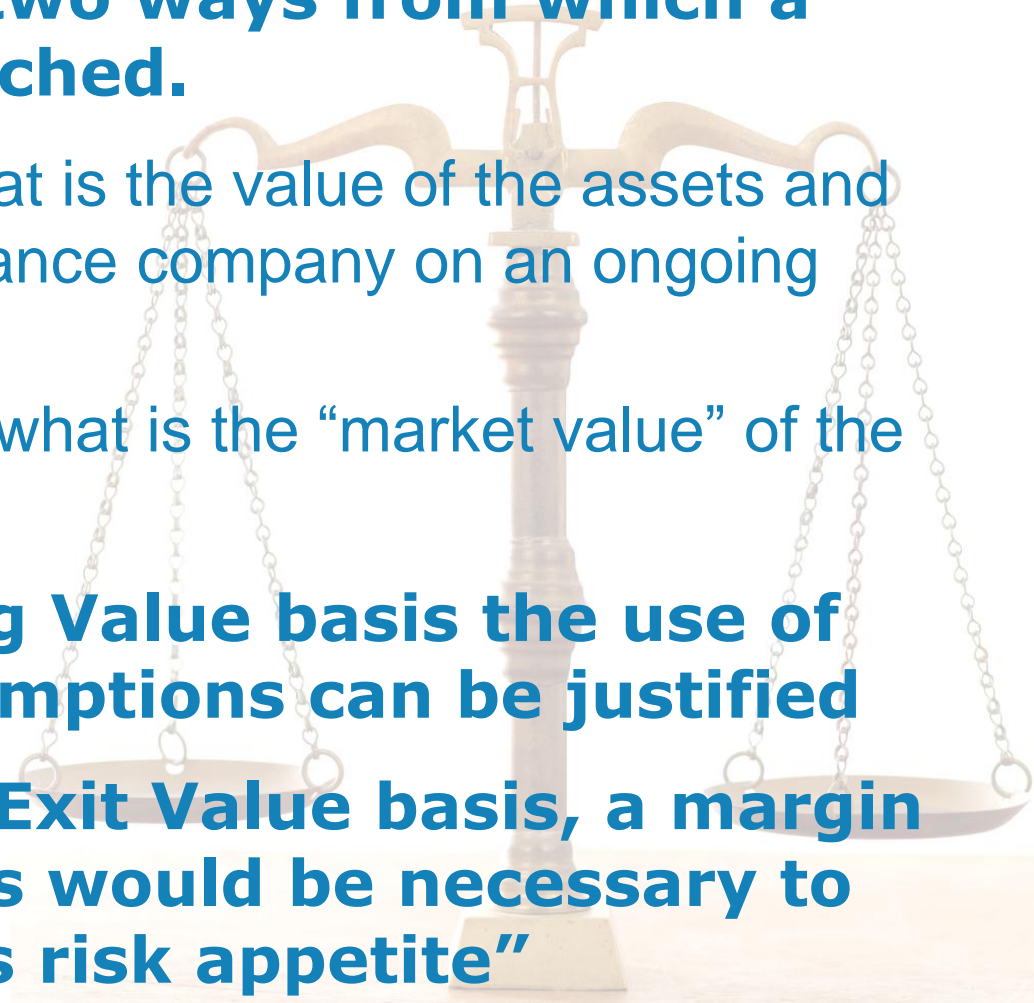 two ways from which a
ched.
at is the value of the assets and
ance company on an ongoing
what is the “market value” of the
g Value basis the use of
mptions can be justified
Exit Value basis, a margin
s would be necessary to
s risk appetite”